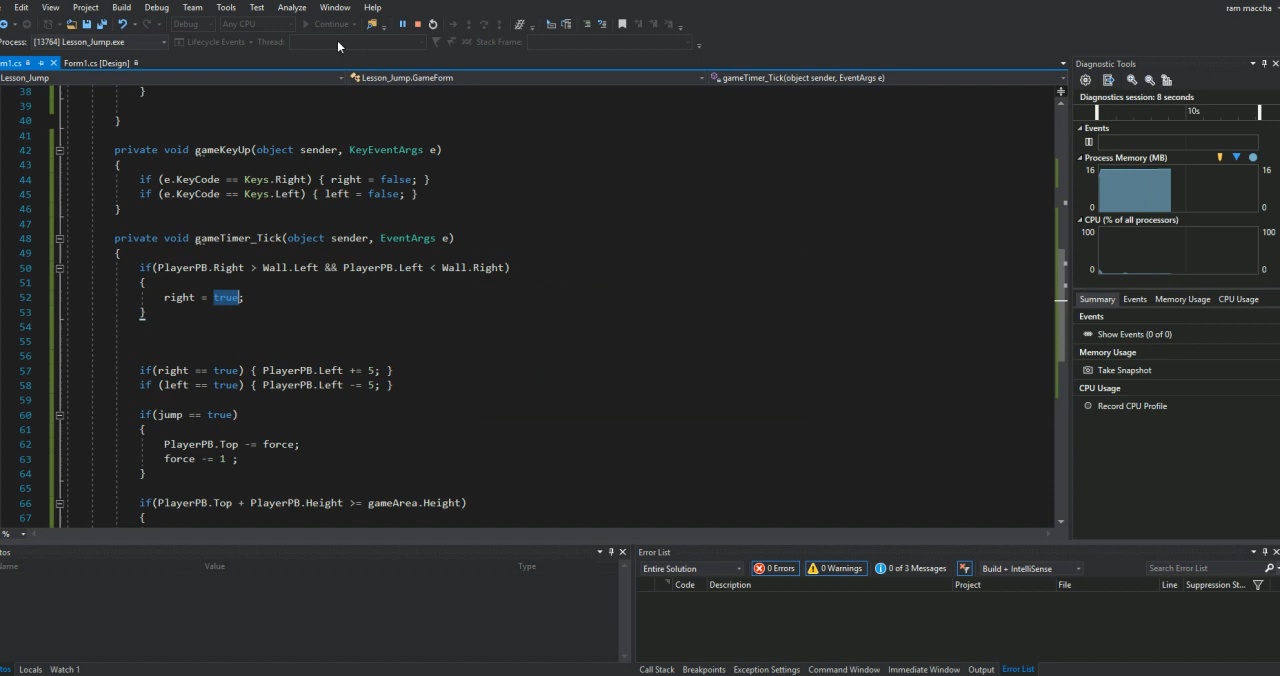 Edit View Project Build Debug Team Tools Test Analyze Window Help
ram maccha
Debug Any CPU Continue
Process: [13764] Lesson_Jump.exe Lifecycle Events Thread: Stack Frame:
m1.cs Form1.cs [Design]
Lesson_Jump Lesson_Jump.GameForm gameTimer_Tick(object sender, EventArgs e)
38 }
39
40 }
41
42 private void gameKeyUp(object sender, KeyEventArgs e)
43 {
44 if (e.KeyCode == Keys.Right) { right = false; }
45 if (e.KeyCode == Keys.Left) { left = false; }
46 }
47
48 private void gameTimer_Tick(object sender, EventArgs e)
49 {
50 if(PlayerPB.Right > Wall.Left && PlayerPB.Left < Wall.Right)
51 {
52 right = true;
53 }
54
55
56
57 if(right == true) { PlayerPB.Left += 5; }
58 if (left == true) { PlayerPB.Left -= 5; }
59
60 if(jump == true)
61 {
62 PlayerPB.Top -= force;
63 force -= 1 ;
64 }
65
66 if(PlayerPB.Top + PlayerPB.Height >= gameArea.Height)
67 {
%
Diagnostic Tools
Diagnostics session: 8 seconds
10s
Events
Process Memory (MB)
16 16
0 0
CPU (% of all processors)
100 100
0 0
Summary Events Memory Usage CPU Usage
Events
Show Events (0 of 0)
Memory Usage
Take Snapshot
CPU Usage
Record CPU Profile
tos
ame Value Type
tos Locals Watch 1
Error List
Entire Solution 0 Errors 0 Warnings 0 of 3 Messages Build + IntelliSense Search Error List
Code Description Project File Line Suppression St...
Call Stack Breakpoints Exception Settings Command Window Immediate Window Output Error List